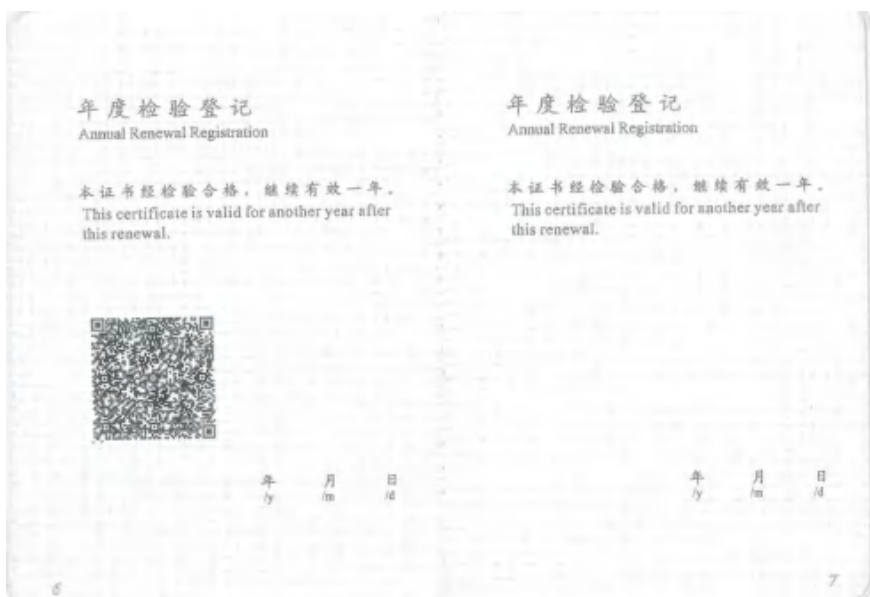 年度检验登记
Annual Renewal Registration
本证书经检验合格，继续有效一年。
This certificate is valid for another year after
this renewal.
年 月 日
/y /m /d
6
年度检验登记
Annual Renewal Registration
本证书经检验合格，继续有效一年。
This certificate is valid for another year after
this renewal.
年 月 日
/y /m /d
7